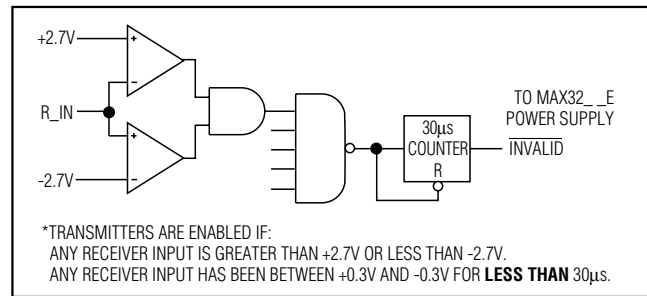 +2.7V
R_IN
-2.7V
30µs
COUNTER
R
TO MAX32_ _E
POWER SUPPLY
INVALID
*TRANSMITTERS ARE ENABLED IF:
ANY RECEIVER INPUT IS GREATER THAN +2.7V OR LESS THAN -2.7V.
ANY RECEIVER INPUT HAS BEEN BETWEEN +0.3V AND -0.3V FOR LESS THAN 30µs.